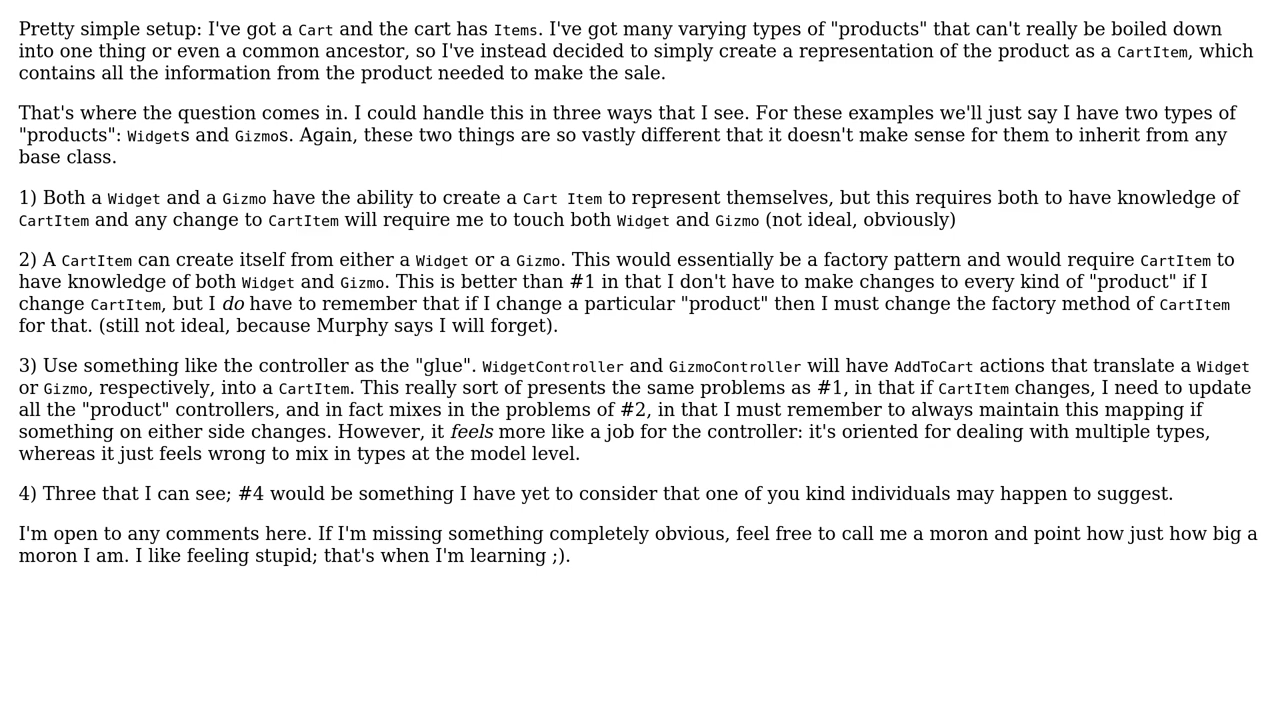 Pretty simple setup: I've got a Cart and the cart has Items. I've got many varying types of "products" that can't really be boiled down
into one thing or even a common ancestor, so I've instead decided to simply create a representation of the product as a CartItem, which
contains all the information from the product needed to make the sale.
That's where the question comes in. I could handle this in three ways that I see. For these examples we'll just say I have two types of
"products": Widgets and Gizmos. Again, these two things are so vastly different that it doesn't make sense for them to inherit from any
base class.
1) Both a Widget and a Gizmo have the ability to create a Cart Item to represent themselves, but this requires both to have knowledge of
CartItem and any change to CartItem will require me to touch both Widget and Gizmo (not ideal, obviously)
2) A CartItem can create itself from either a Widget or a Gizmo. This would essentially be a factory pattern and would require CartItem to
have knowledge of both Widget and Gizmo. This is better than #1 in that I don't have to make changes to every kind of "product" if I
change CartItem, but I do have to remember that if I change a particular "product" then I must change the factory method of CartItem
for that. (still not ideal, because Murphy says I will forget).
3) Use something like the controller as the "glue". WidgetController and GizmoController will have AddToCart actions that translate a Widget
or Gizmo, respectively, into a CartItem. This really sort of presents the same problems as #1, in that if CartItem changes, I need to update
all the "product" controllers, and in fact mixes in the problems of #2, in that I must remember to always maintain this mapping if
something on either side changes. However, it feels more like a job for the controller: it's oriented for dealing with multiple types,
whereas it just feels wrong to mix in types at the model level.
4) Three that I can see; #4 would be something I have yet to consider that one of you kind individuals may happen to suggest.
I'm open to any comments here. If I'm missing something completely obvious, feel free to call me a moron and point how just how big a
moron I am. I like feeling stupid; that's when I'm learning ;).